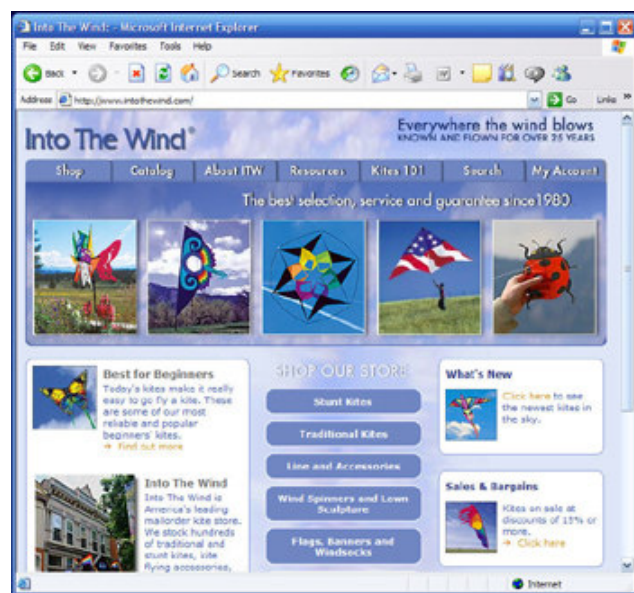 Into The Wind: - Microsoft Internet Explorer
File Edit View Favorites Tools Help
Back Search Favorites
Address http://www.intothewind.com/ Go Links »
Into The Wind®
Everywhere the wind blows
KNOWN AND FLOWN FOR OVER 25 YEARS
Shop Catalog About ITW Resources Kites 101 Search My Account
The best selection, service and guarantee since1980.
Best for Beginners
Today's kites make it really
easy to go fly a kite. These
are some of our most
reliable and popular
beginners' kites.
→ Find out more
Into The Wind
Into The Wind is
America's leading
mailorder kite store.
We stock hundreds
of traditional and
stunt kites, kite
flying accessories,
SHOP OUR STORE
Stunt Kites
Traditional Kites
Line and Accessories
Wind Spinners and Lawn
Sculpture
Flags, Banners and
Windsocks
What's New
Click here to see
the newest kites in
the sky.
Sales & Bargains
Kites on sale at
discounts of 15% or
more.
→ Click here
Internet